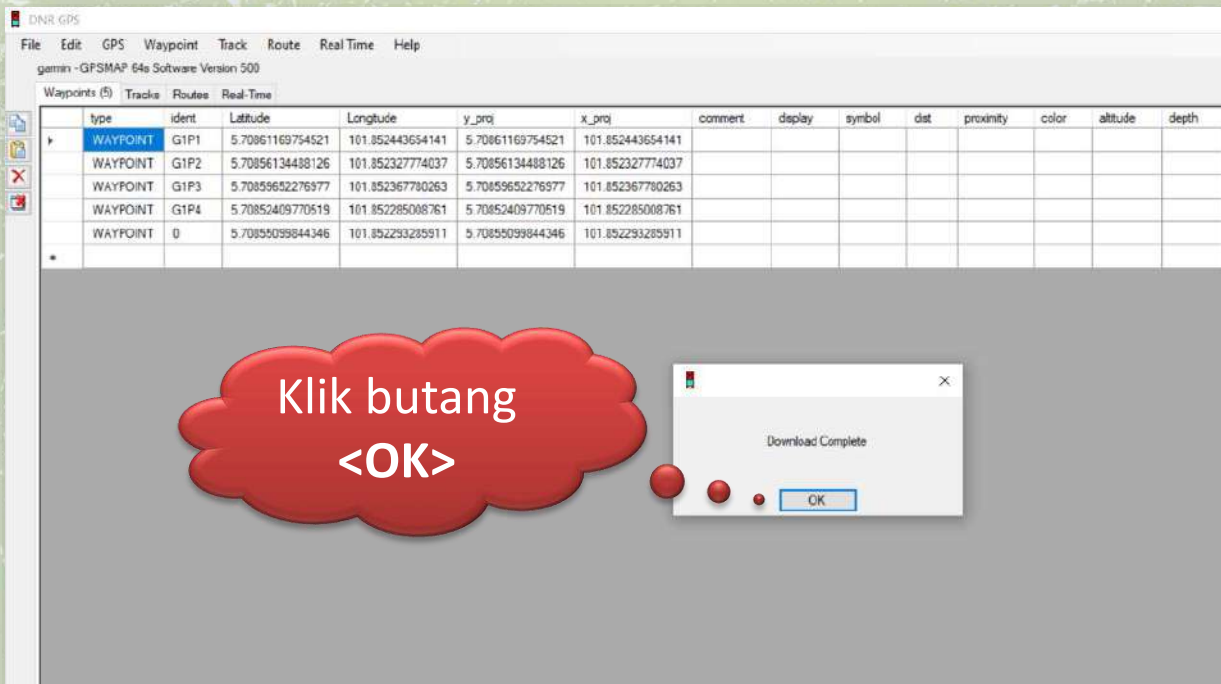 DNR GPS
File Edit GPS Waypoint Track Route Real Time Help
garmin -GPSMAP 64s Software Version 500
Waypoints (5) Tracks Routes Real-Time
type ident Latitude Longitude y_proj x_proj comment display symbol dist proximity color altitude depth
WAYPOINT G1P1 5.70861169754521 101.852443654141 5.70861169754521 101.852443654141
WAYPOINT G1P2 5.70856134488126 101.852327774037 5.70856134488126 101.852327774037
WAYPOINT G1P3 5.70859652276977 101.852367780263 5.70859652276977 101.852367780263
WAYPOINT G1P4 5.70852409770519 101.852285008761 5.70852409770519 101.852285008761
WAYPOINT 0 5.70855099844346 101.852293285911 5.70855099844346 101.852293285911
Klik butang
<OK>
Download Complete
OK